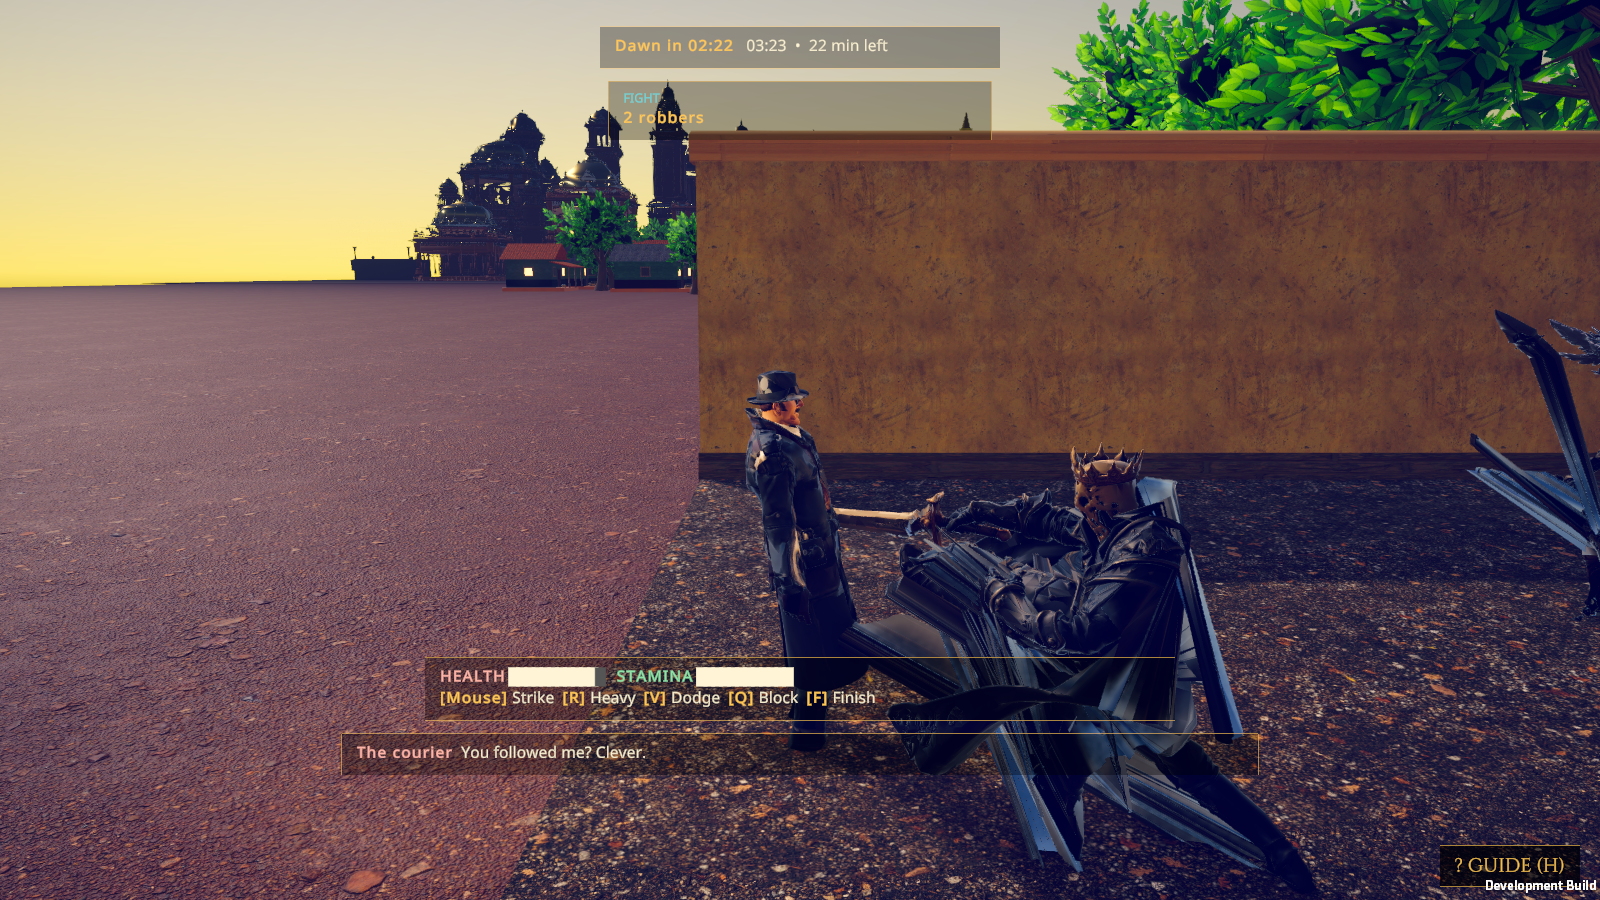 Dawn in 02:22 03:23 • 22 min left
FIGHT
2 robbers
HEALTH STAMINA
[Mouse] Strike [R] Heavy [V] Dodge [Q] Block [F] Finish
The courier You followed me? Clever.
? GUIDE (H)
Development Build